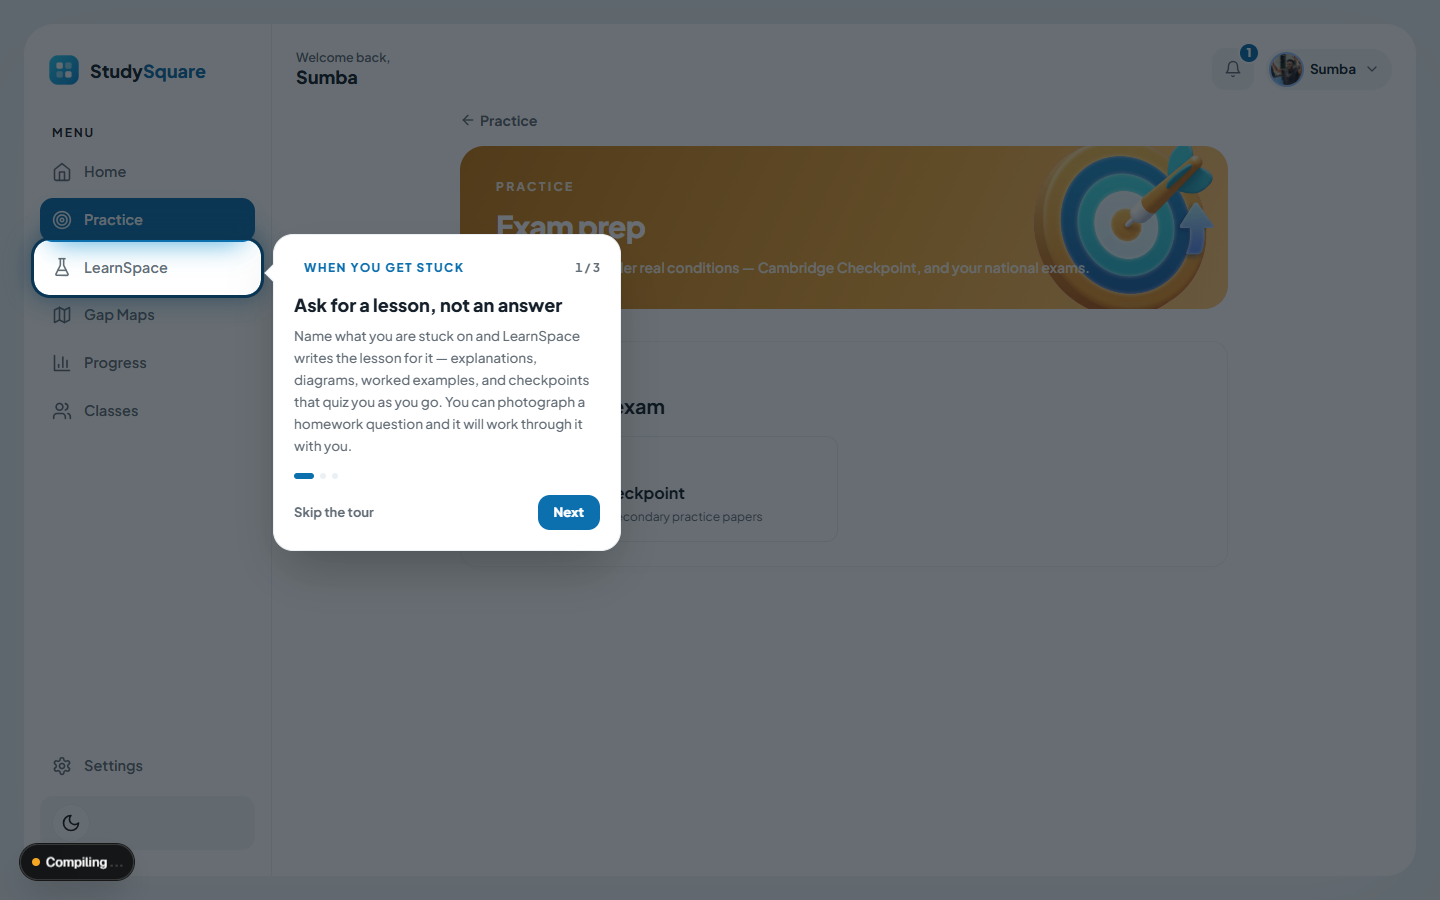 StudySquare
MENU
Home
Practice
LearnSpace
Gap Maps
Progress
Classes
Settings
Compiling ...
Welcome back,
Sumba
1
Sumba
Practice
PRACTICE
Exam prep
real conditions — Cambridge Checkpoint, and your national exams.
WHEN YOU GET STUCK
1 / 3
Ask for a lesson, not an answer
Name what you are stuck on and LearnSpace
writes the lesson for it — explanations,
diagrams, worked examples, and checkpoints
that quiz you as you go. You can photograph a
homework question and it will work through it
with you.
Skip the tour
Next
exam
practice papers